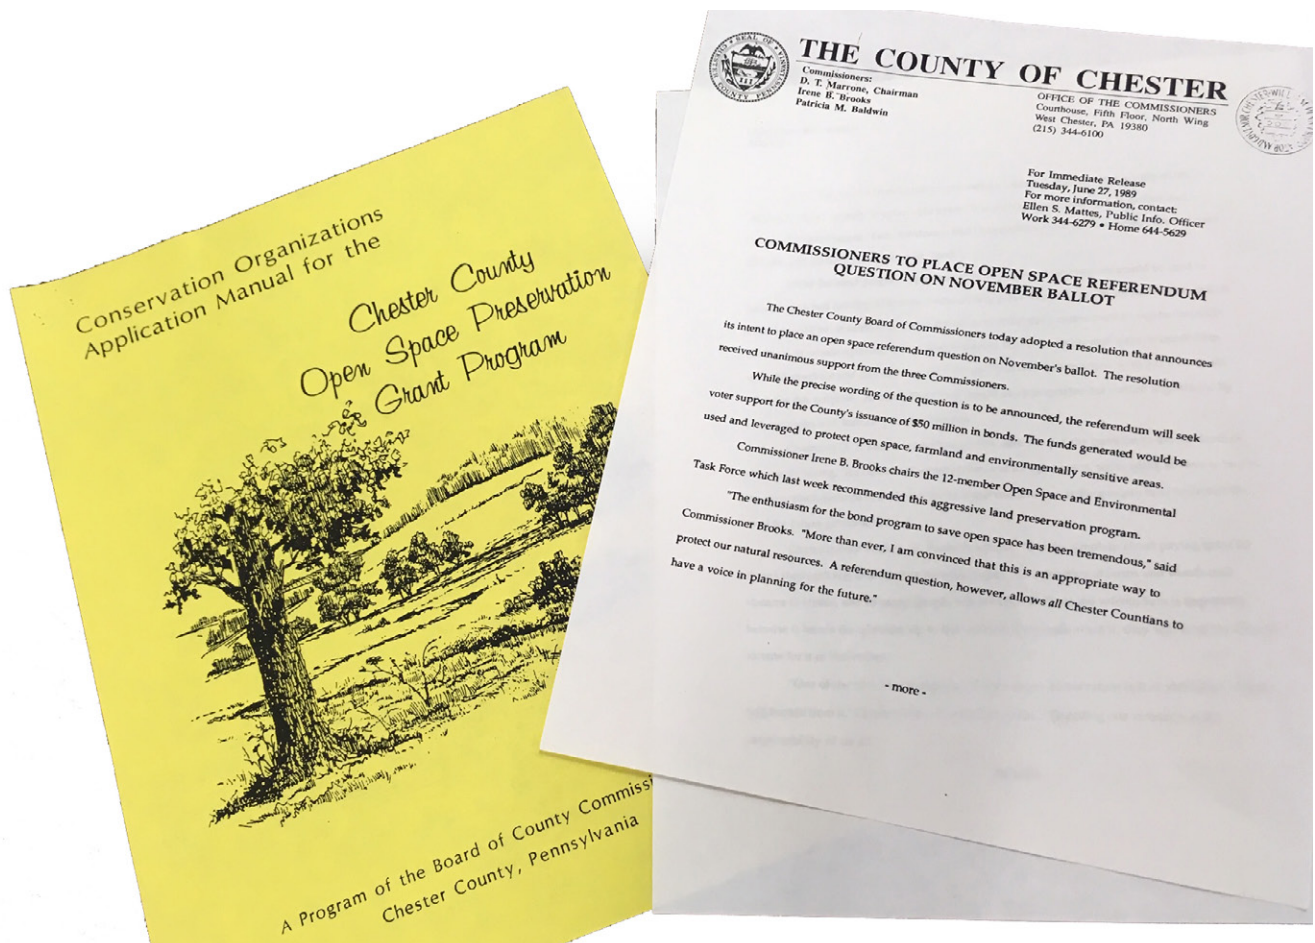 Conservation Organizations
Application Manual for the
Chester County
Open Space Preservation
Grant Program
A Program of the Board of County Commiss
Chester County, Pennsylvania
THE COUNTY OF CHESTER
Commissioners:
D. T. Marrone, Chairman
Irene B. Brooks
Patricia M. Baldwin
OFFICE OF THE COMMISSIONERS
Courthouse, Fifth Floor, North Wing
West Chester, PA 19380
(215) 344-6100
For Immediate Release
Tuesday, June 27, 1989
For more information, contact:
Ellen S. Mattes, Public Info. Officer
Work 344-6279 • Home 644-5629
COMMISSIONERS TO PLACE OPEN SPACE REFERENDUM
QUESTION ON NOVEMBER BALLOT
The Chester County Board of Commissioners today adopted a resolution that announces
its intent to place an open space referendum question on November's ballot. The resolution
received unanimous support from the three Commissioners.
While the precise wording of the question is to be announced, the referendum will seek
voter support for the County's issuance of $50 million in bonds. The funds generated would be
used and leveraged to protect open space, farmland and environmentally sensitive areas.
Commissioner Irene B. Brooks chairs the 12-member Open Space and Environmental
Task Force which last week recommended this aggressive land preservation program.
"The enthusiasm for the bond program to save open space has been tremendous," said
Commissioner Brooks. "More than ever, I am convinced that this is an appropriate way to
protect our natural resources. A referendum question, however, allows all Chester Countians to
have a voice in planning for the future."
- more -